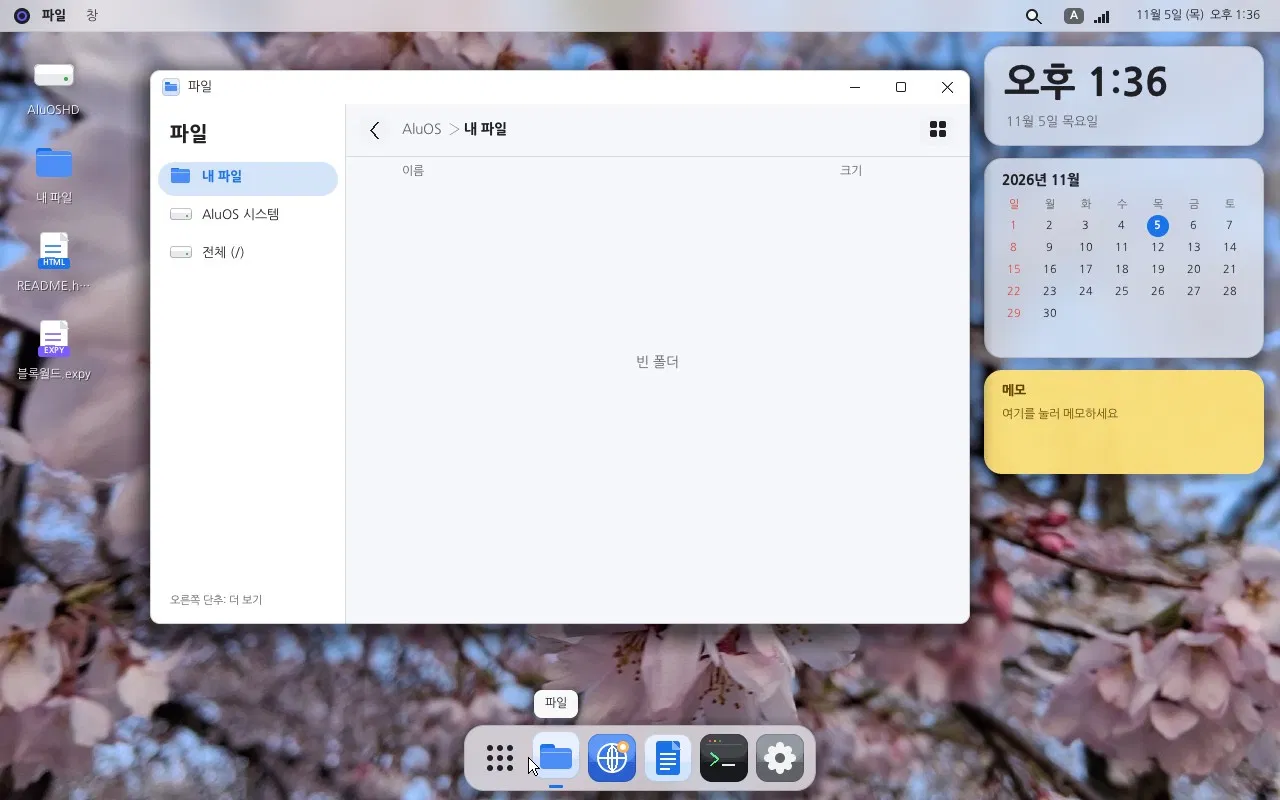 파일 창
A
11월 5일 (목) 오후 1:36
AluOSHD
내 파일
HTML
README.h…
EXPY
블록월드.expy
파일
파일
내 파일
AluOS 시스템
전체 (/)
오른쪽 단추: 더 보기
AluOS > 내 파일
이름 크기
빈 폴더
오후 1:36
11월 5일 목요일
2026년 11월
일 월 화 수 목 금 토
1 2 3 4 5 6 7
8 9 10 11 12 13 14
15 16 17 18 19 20 21
22 23 24 25 26 27 28
29 30
메모
여기를 눌러 메모하세요
파일